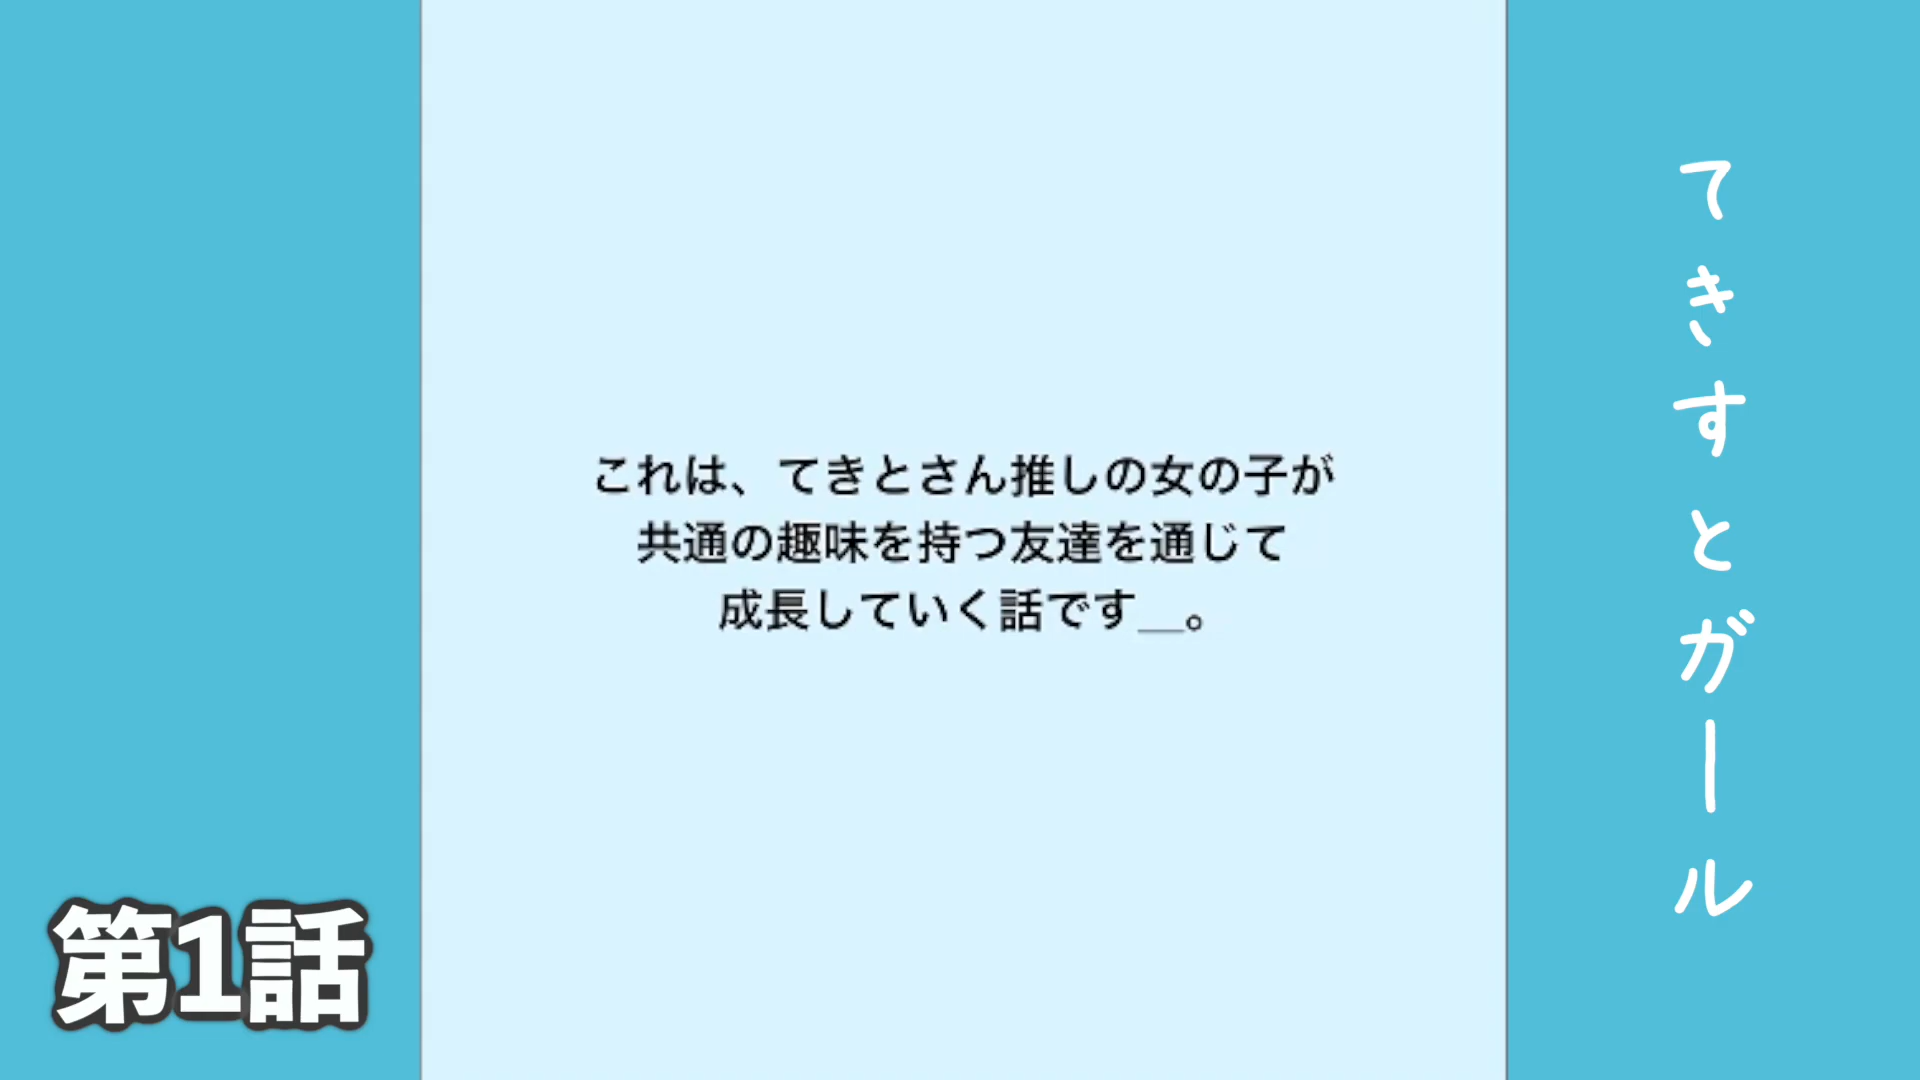 これは、てきとさん推しの女の子が
共通の趣味を持つ友達を通じて
成長していく話です__。
てきすとガール
第1話